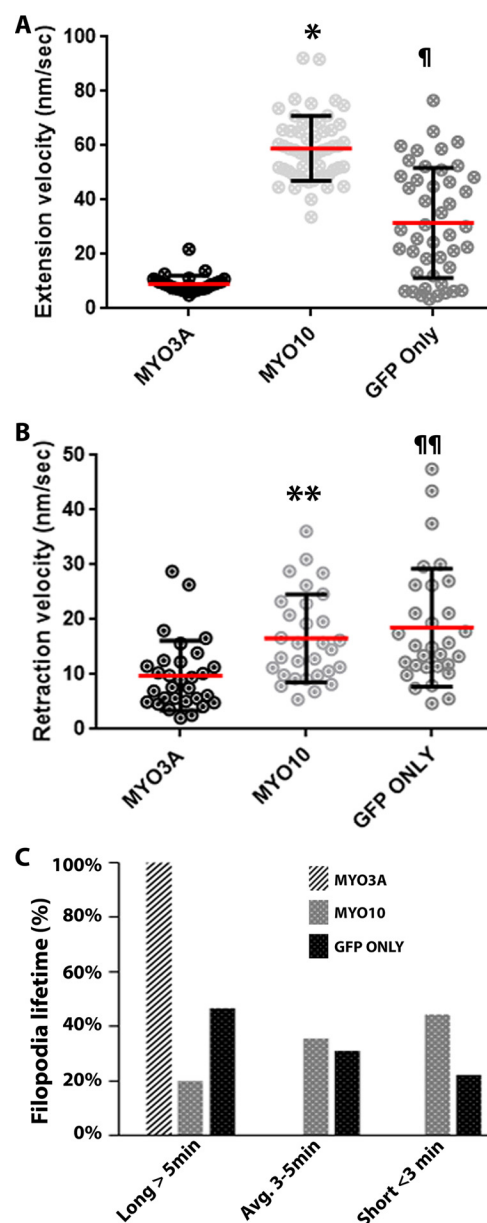 A
Extension velocity (nm/sec)
100
80
60
40
20
0
*
¶
MYO3A
MYO10
GFP Only
B
Retraction velocity (nm/sec)
50
40
30
20
10
0
**
¶¶
MYO3A
MYO10
GFP ONLY
C
Filopodia lifetime (%)
100%
80%
60%
40%
20%
0%
MYO3A
MYO10
GFP ONLY
Long > 5min
Avg. 3-5min
Short <3 min